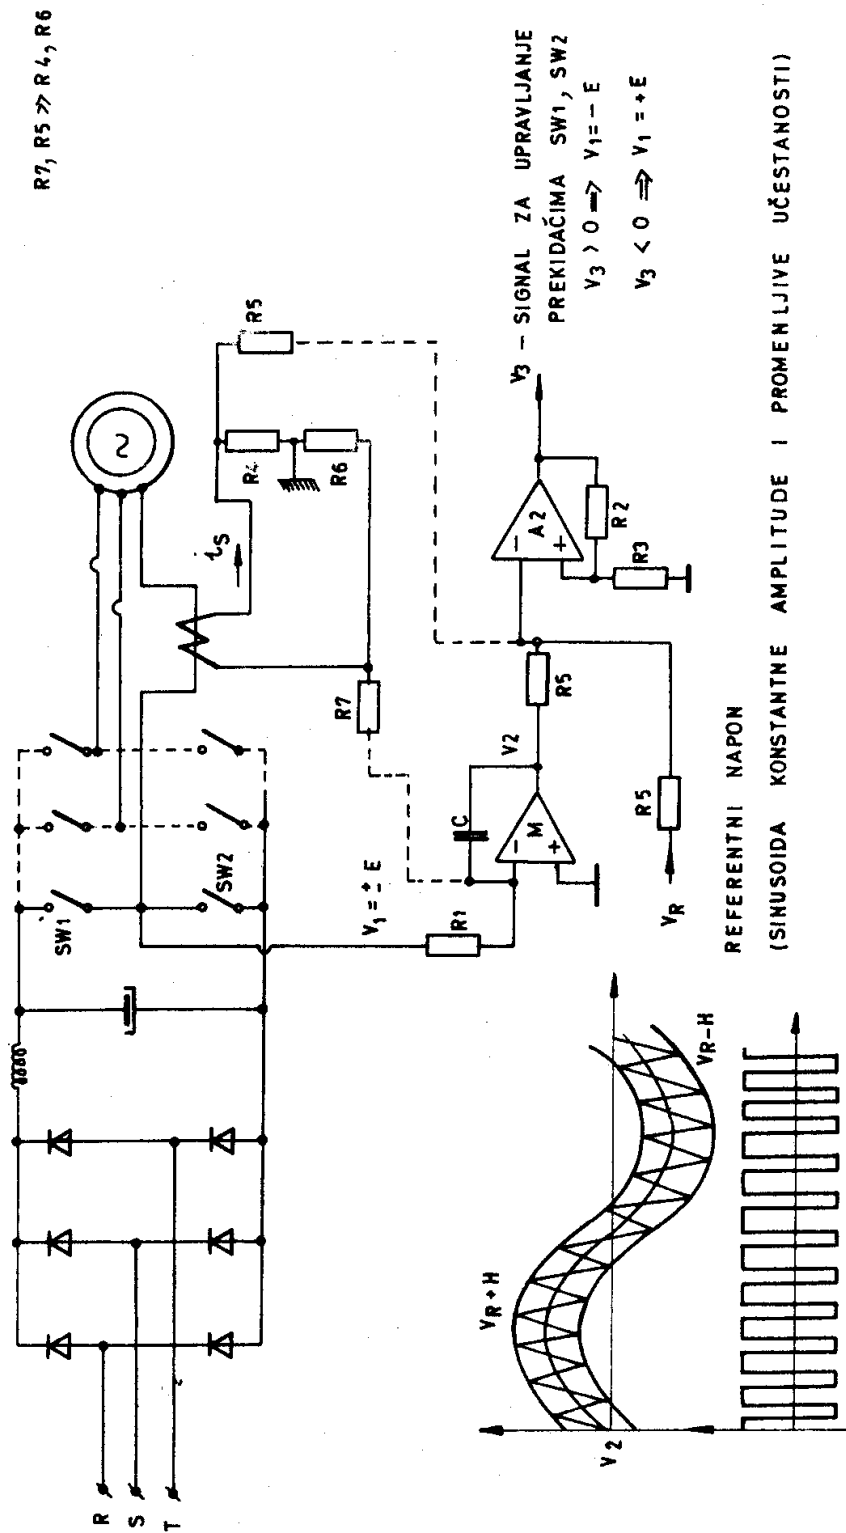 R7, R5 >> R4, R6
R
S
T
SW1
SW2
V₁ = ± E
R1
C
M
V2
R7
iS
R4
R6
R5
R5
R5
VR
A2
R2
R3
V₃ – SIGNAL ZA UPRAVLJANJE
PREKIDAČIMA SW1, SW2
V₃ > 0 ⇒ V₁ = – E
V₃ < 0 ⇒ V₁ = + E
REFERENTNI NAPON
(SINUSOIDA KONSTANTNE AMPLITUDE I PROMENLJIVE UČESTANOSTI)
V₂
VR+H
VR–H